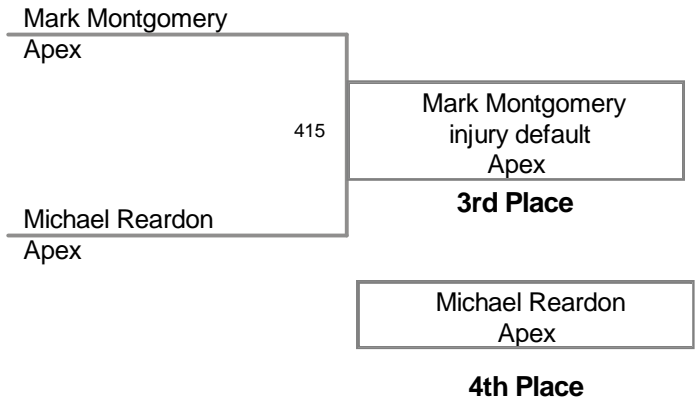 Mark Montgomery
Apex
415
Mark Montgomery
injury default
Apex
3rd Place
Michael Reardon
Apex
Michael Reardon
Apex
4th Place